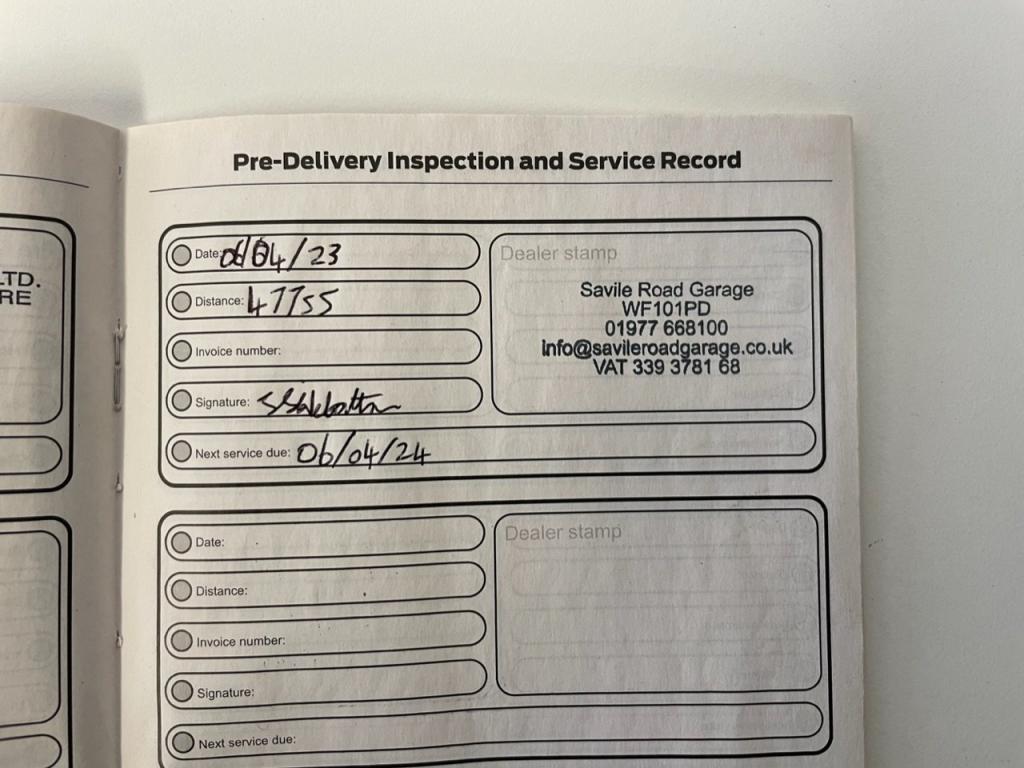 LTD.
RE
Pre-Delivery Inspection and Service Record
Date: 06/04/23
Distance: 47755
Invoice number:
Signature:
Next service due: 06/04/24
Dealer stamp
Savile Road Garage
WF101PD
01977 668100
info@savileroadgarage.co.uk
VAT 339 3781 68
Date:
Distance:
Invoice number:
Signature:
Next service due:
Dealer stamp